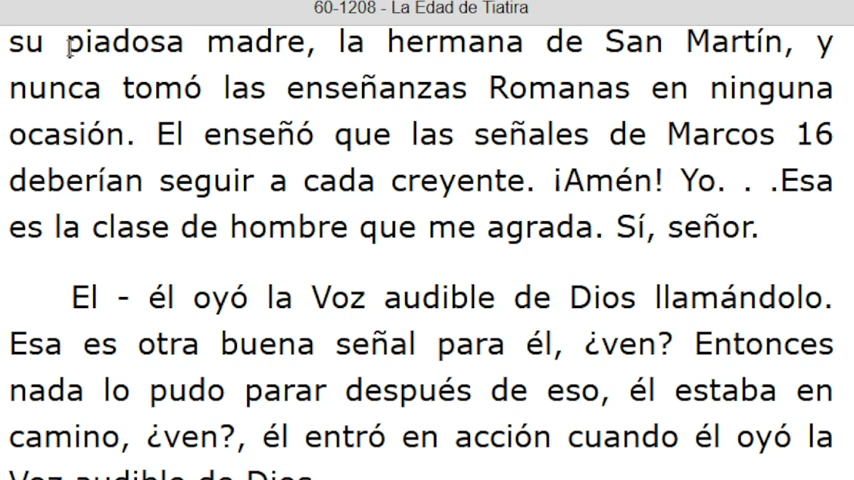 60-1208 - La Edad de Tiatira
su piadosa madre, la hermana de San Martín, y
nunca tomó las enseñanzas Romanas en ninguna
ocasión. El enseñó que las señales de Marcos 16
deberían seguir a cada creyente. ¡Amén! Yo. . .Esa
es la clase de hombre que me agrada. Sí, señor.
El - él oyó la Voz audible de Dios llamándolo.
Esa es otra buena señal para él, ¿ven? Entonces
nada lo pudo parar después de eso, él estaba en
camino, ¿ven?, él entró en acción cuando él oyó la
Voz audible de Dios